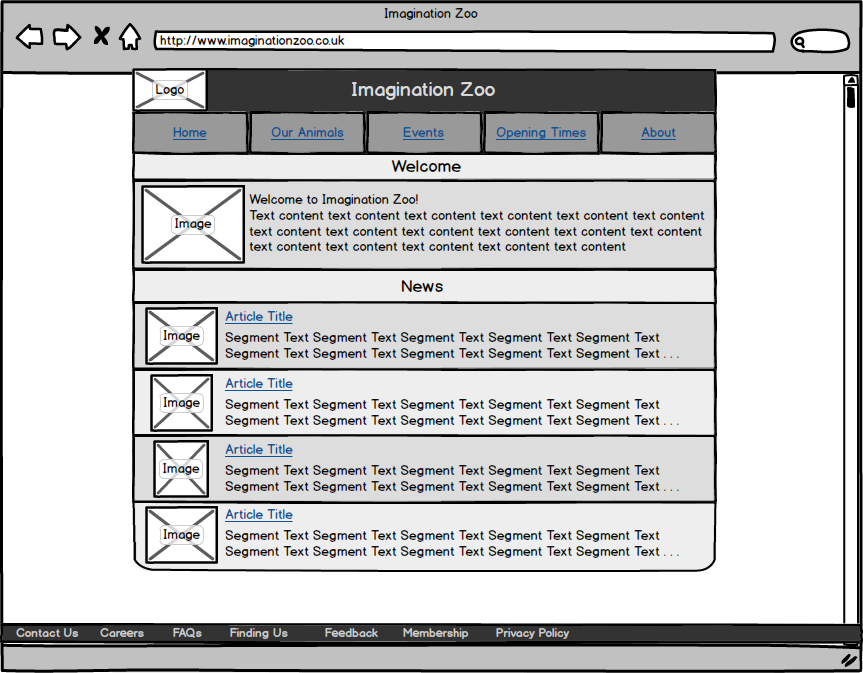 Imagination Zoo
http://www.imaginationzoo.co.uk
Logo
Imagination Zoo
Home
Our Animals
Events
Opening Times
About
Welcome
Image
Welcome to Imagination Zoo!
Text content text content text content text content text content text content
text content text content text content text content text content text content
text content text content text content text content text content
News
Image
Article Title
Segment Text Segment Text Segment Text Segment Text Segment Text
Segment Text Segment Text Segment Text Segment Text Segment Text . . .
Image
Article Title
Segment Text Segment Text Segment Text Segment Text Segment Text
Segment Text Segment Text Segment Text Segment Text Segment Text . . .
Image
Article Title
Segment Text Segment Text Segment Text Segment Text Segment Text
Segment Text Segment Text Segment Text Segment Text Segment Text . . .
Image
Article Title
Segment Text Segment Text Segment Text Segment Text Segment Text
Segment Text Segment Text Segment Text Segment Text Segment Text . . .
Contact Us Careers FAQs Finding Us Feedback Membership Privacy Policy